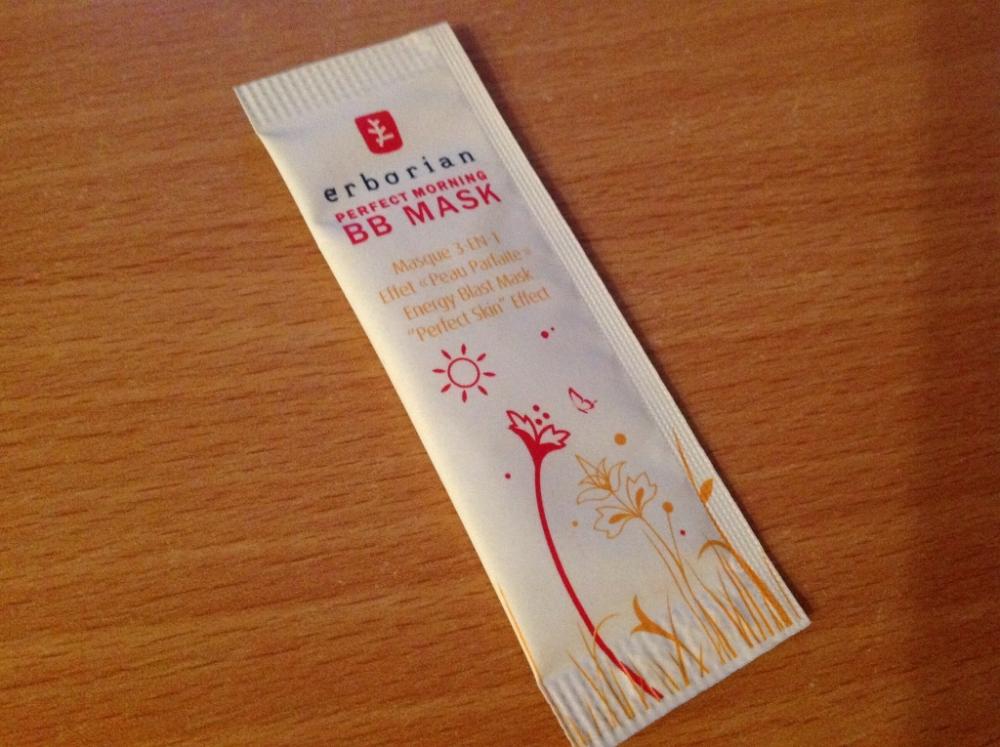 erborian
PERFECT MORNING
BB MASK
Masque 3-EN-1
Effet «Peau Parfaite»
Energy Blast Mask
"Perfect Skin" Effect